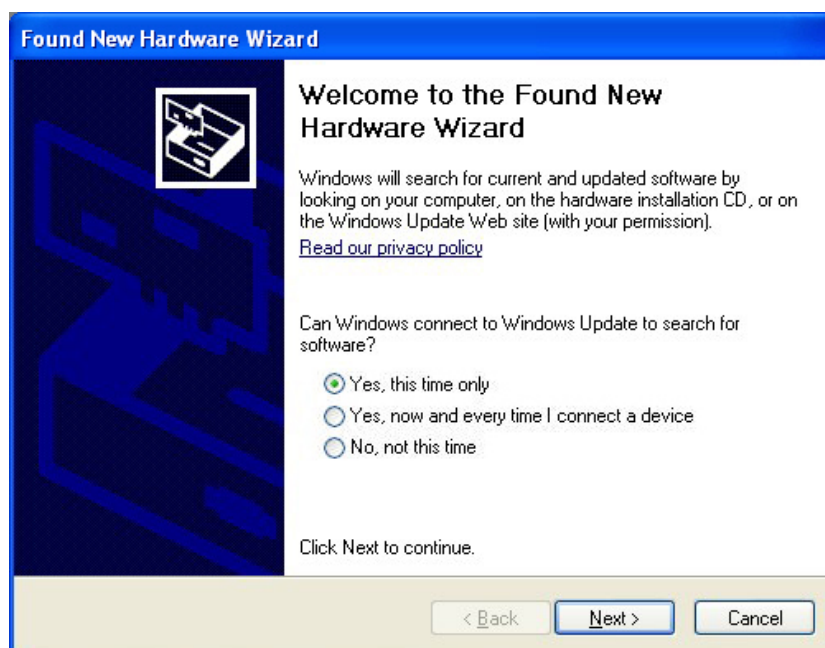 Found New Hardware Wizard
Welcome to the Found New
Hardware Wizard
Windows will search for current and updated software by
looking on your computer, on the hardware installation CD, or on
the Windows Update Web site (with your permission).
Read our privacy policy
Can Windows connect to Windows Update to search for
software?
Yes, this time only
Yes, now and every time I connect a device
No, not this time
Click Next to continue.
< Back Next > Cancel